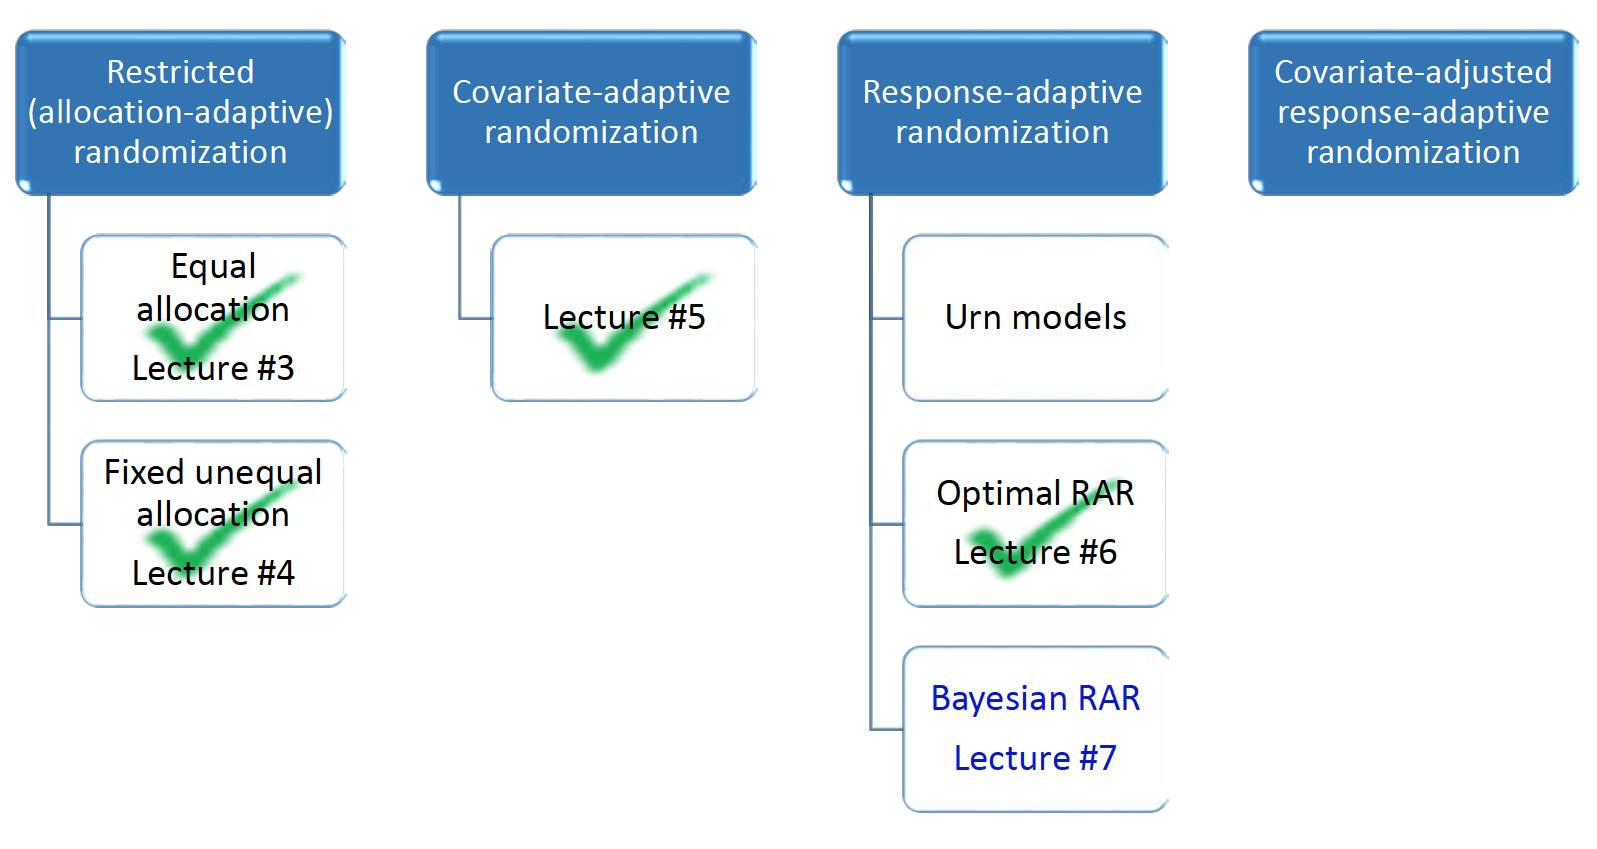 Restricted
(allocation-adaptive)
randomization
Equal
allocation
Lecture #3
Fixed unequal
allocation
Lecture #4
Covariate-adaptive
randomization
Lecture #5
Response-adaptive
randomization
Urn models
Optimal RAR
Lecture #6
Bayesian RAR
Lecture #7
Covariate-adjusted
response-adaptive
randomization